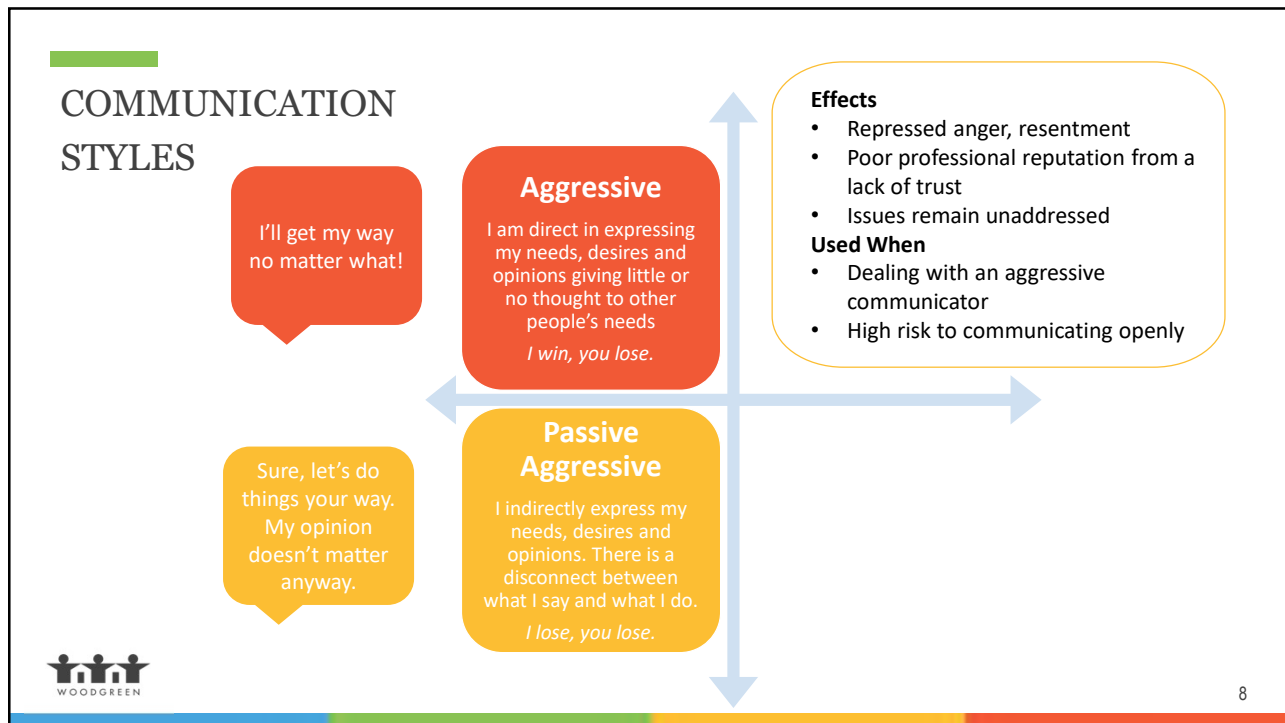 COMMUNICATION
STYLES
I’ll get my way
no matter what!
Aggressive
I am direct in expressing
my needs, desires and
opinions giving little or
no thought to other
people’s needs
I win, you lose.
Effects
• Repressed anger, resentment
• Poor professional reputation from a
lack of trust
• Issues remain unaddressed
Used When
• Dealing with an aggressive
communicator
• High risk to communicating openly
Sure, let’s do
things your way.
My opinion
doesn’t matter
anyway.
Passive
Aggressive
I indirectly express my
needs, desires and
opinions. There is a
disconnect between
what I say and what I do.
I lose, you lose.
WOODGREEN
8